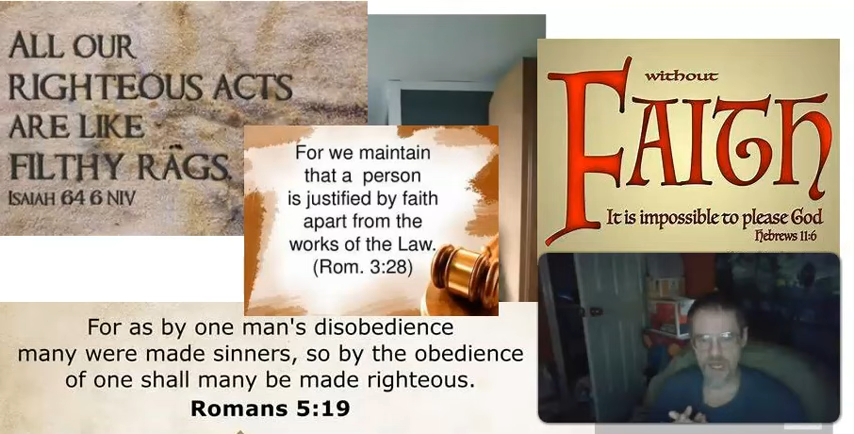 ALL OUR
RIGHTEOUS ACTS
ARE LIKE
FILTHY RAGS.
ISAIAH 64 6 NIV
For we maintain
that a person
is justified by faith
apart from the
works of the Law.
(Rom. 3:28)
without
FAITH
It is impossible to please God
Hebrews 11:6
For as by one man's disobedience
many were made sinners, so by the obedience
of one shall many be made righteous.
Romans 5:19